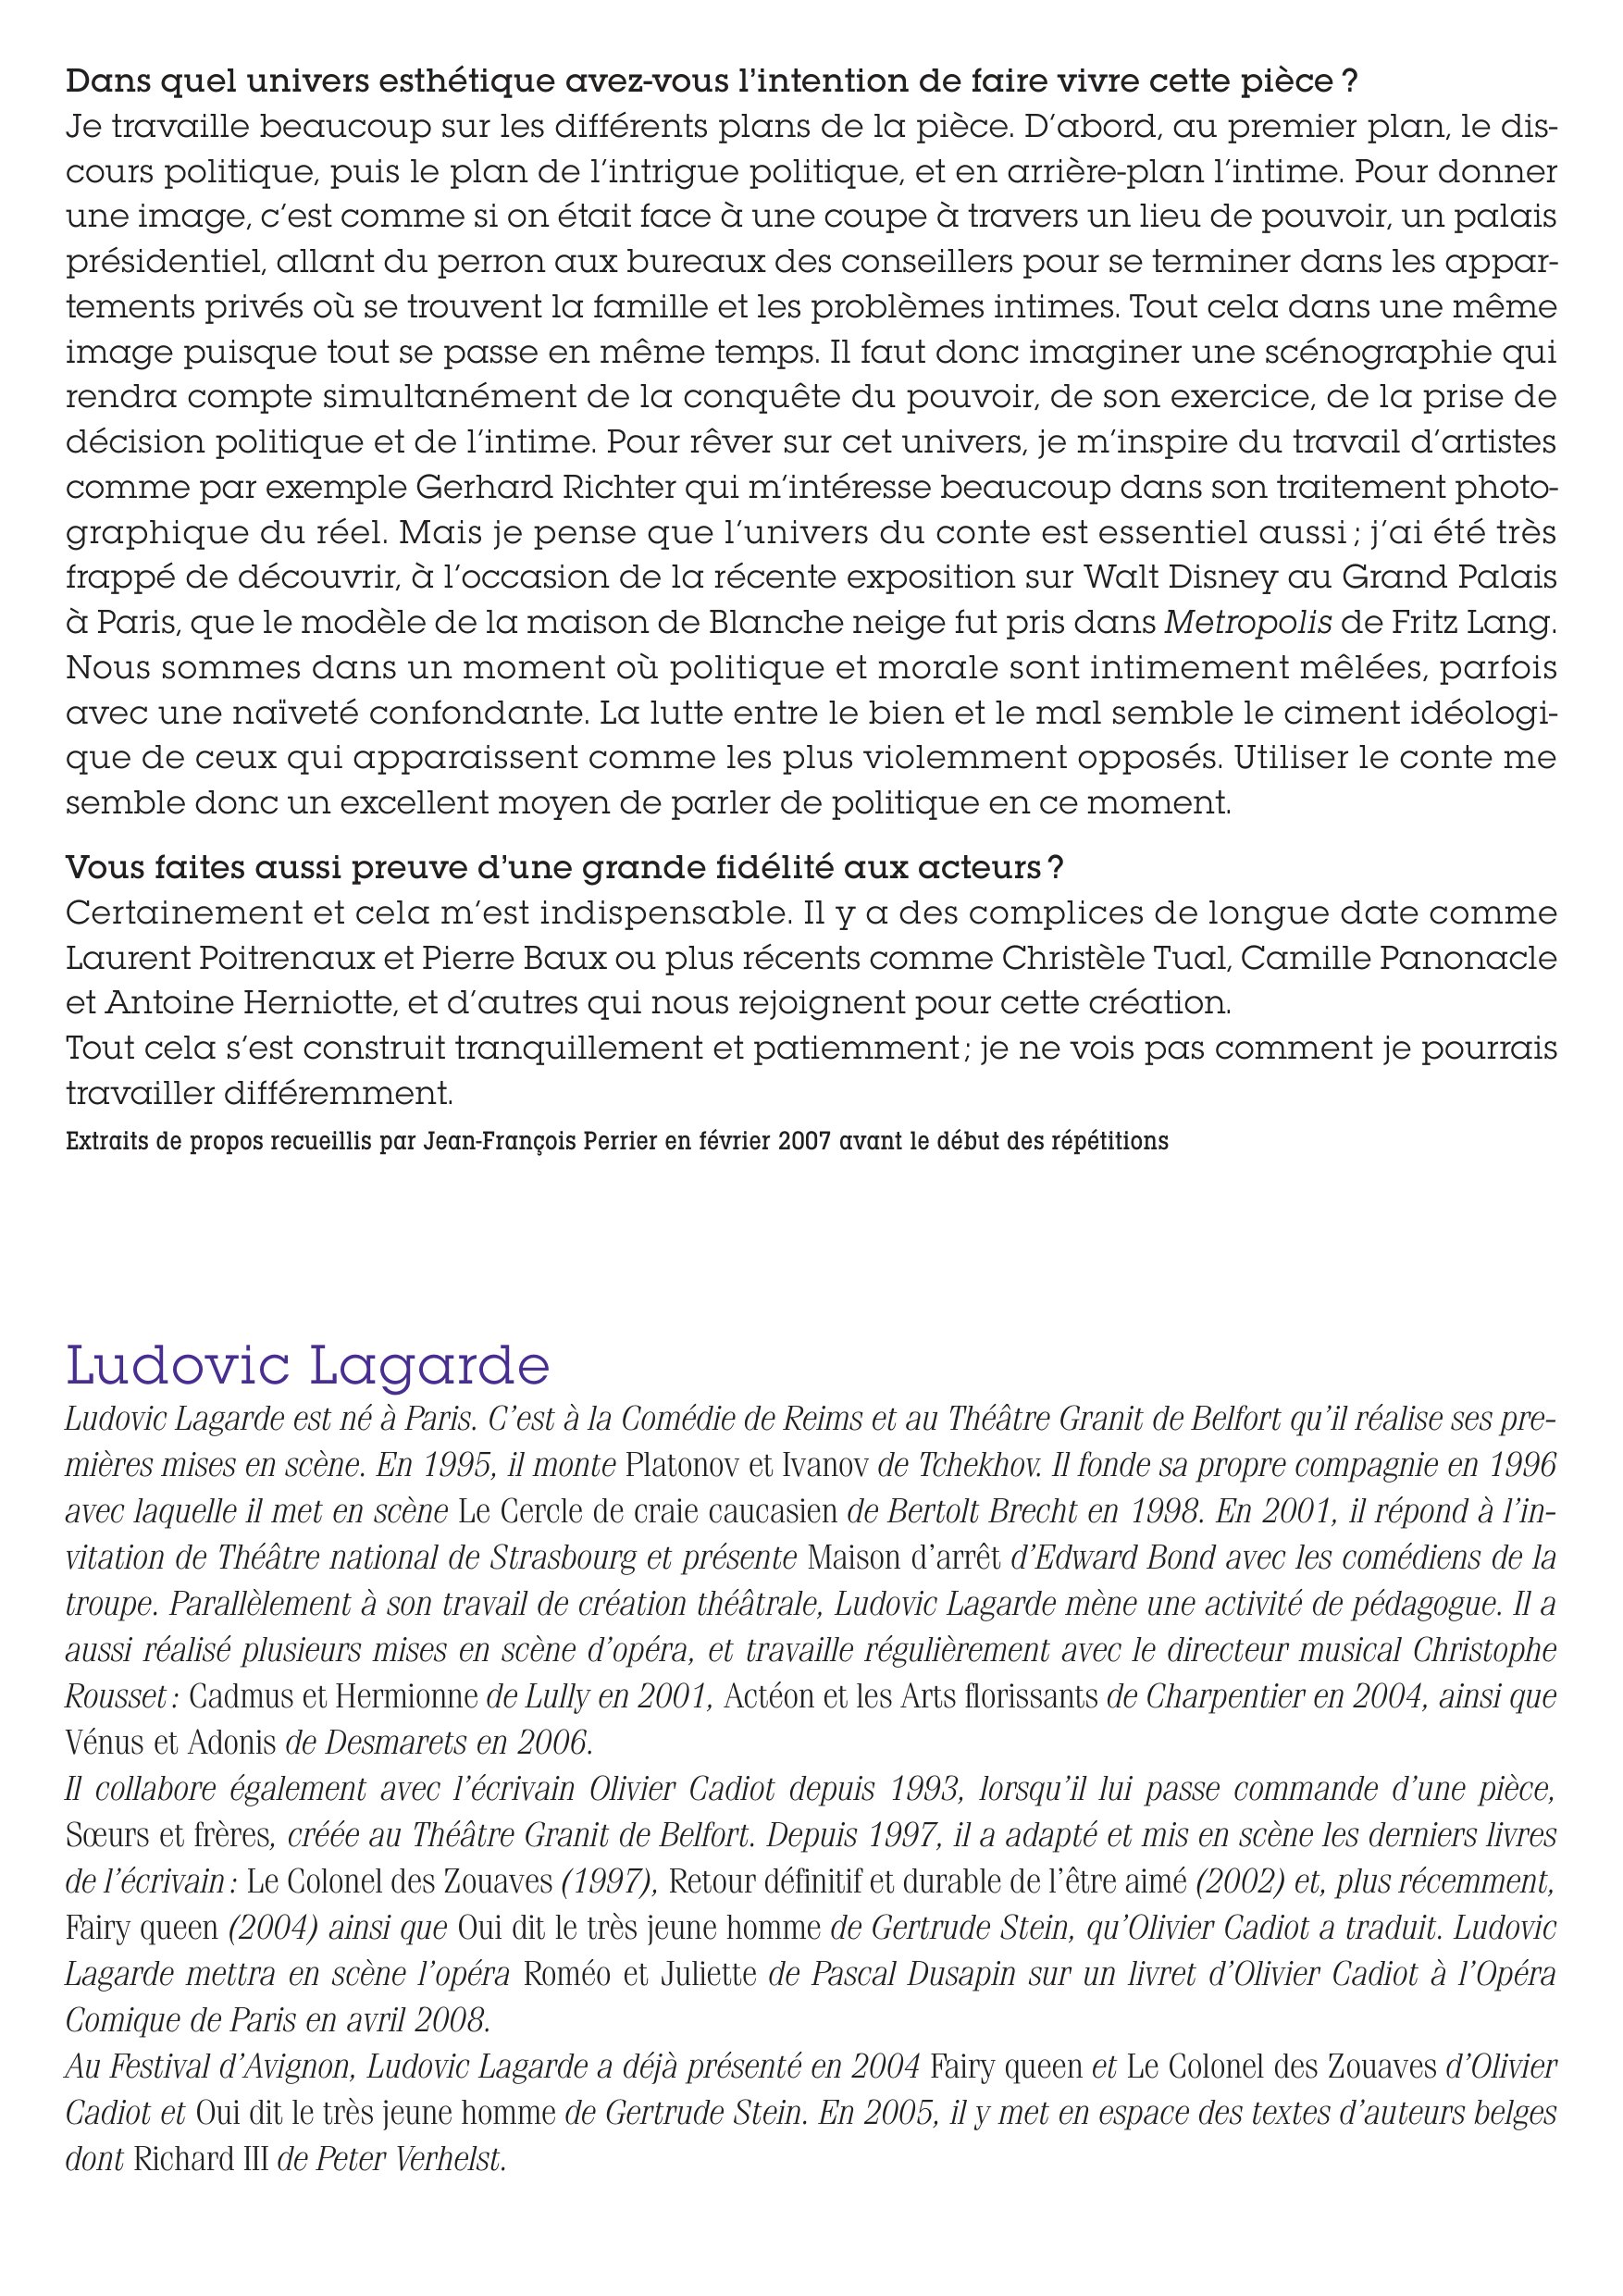 Dans quel univers esthétique avez-vous l’intention de faire vivre cette pièce ?
Je travaille beaucoup sur les différents plans de la pièce. D’abord, au premier plan, le dis-
cours politique, puis le plan de l’intrigue politique, et en arrière-plan l’intime. Pour donner
une image, c’est comme si on était face à une coupe à travers un lieu de pouvoir, un palais
présidentiel, allant du perron aux bureaux des conseillers pour se terminer dans les appar-
tements privés où se trouvent la famille et les problèmes intimes. Tout cela dans une même
image puisque tout se passe en même temps. Il faut donc imaginer une scénographie qui
rendra compte simultanément de la conquête du pouvoir, de son exercice, de la prise de
décision politique et de l’intime. Pour rêver sur cet univers, je m’inspire du travail d’artistes
comme par exemple Gerhard Richter qui m’intéresse beaucoup dans son traitement photo-
graphique du réel. Mais je pense que l’univers du conte est essentiel aussi ; j’ai été très
frappé de découvrir, à l’occasion de la récente exposition sur Walt Disney au Grand Palais
à Paris, que le modèle de la maison de Blanche neige fut pris dans Metropolis de Fritz Lang.
Nous sommes dans un moment où politique et morale sont intimement mêlées, parfois
avec une naïveté confondante. La lutte entre le bien et le mal semble le ciment idéologi-
que de ceux qui apparaissent comme les plus violemment opposés. Utiliser le conte me
semble donc un excellent moyen de parler de politique en ce moment.
Vous faites aussi preuve d’une grande fidélité aux acteurs ?
Certainement et cela m’est indispensable. Il y a des complices de longue date comme
Laurent Poitrenaux et Pierre Baux ou plus récents comme Christèle Tual, Camille Panonacle
et Antoine Herniotte, et d’autres qui nous rejoignent pour cette création.
Tout cela s’est construit tranquillement et patiemment ; je ne vois pas comment je pourrais
travailler différemment.
Extraits de propos recueillis par Jean-François Perrier en février 2007 avant le début des répétitions
Ludovic Lagarde
Ludovic Lagarde est né à Paris. C’est à la Comédie de Reims et au Théâtre Granit de Belfort qu’il réalise ses pre-
mières mises en scène. En 1995, il monte Platonov et Ivanov de Tchekhov. Il fonde sa propre compagnie en 1996
avec laquelle il met en scène Le Cercle de craie caucasien de Bertolt Brecht en 1998. En 2001, il répond à l’in-
vitation de Théâtre national de Strasbourg et présente Maison d’arrêt d’Edward Bond avec les comédiens de la
troupe. Parallèlement à son travail de création théâtrale, Ludovic Lagarde mène une activité de pédagogue. Il a
aussi réalisé plusieurs mises en scène d’opéra, et travaille régulièrement avec le directeur musical Christophe
Rousset : Cadmus et Hermionne de Lully en 2001, Actéon et les Arts florissants de Charpentier en 2004, ainsi que
Vénus et Adonis de Desmarets en 2006.
Il collabore également avec l’écrivain Olivier Cadiot depuis 1993, lorsqu’il lui passe commande d’une pièce,
Sœurs et frères, créée au Théâtre Granit de Belfort. Depuis 1997, il a adapté et mis en scène les derniers livres
de l’écrivain : Le Colonel des Zouaves (1997), Retour définitif et durable de l’être aimé (2002) et, plus récemment,
Fairy queen (2004) ainsi que Oui dit le très jeune homme de Gertrude Stein, qu’Olivier Cadiot a traduit. Ludovic
Lagarde mettra en scène l’opéra Roméo et Juliette de Pascal Dusapin sur un livret d’Olivier Cadiot à l’Opéra
Comique de Paris en avril 2008.
Au Festival d’Avignon, Ludovic Lagarde a déjà présenté en 2004 Fairy queen et Le Colonel des Zouaves d’Olivier
Cadiot et Oui dit le très jeune homme de Gertrude Stein. En 2005, il y met en espace des textes d’auteurs belges
dont Richard III de Peter Verhelst.